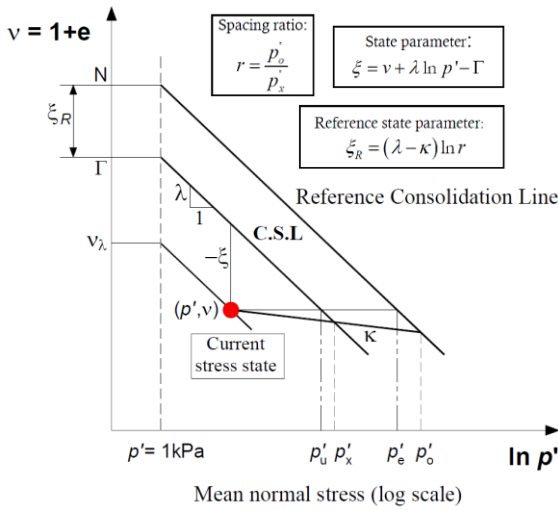 ν = 1+e
Spacing ratio:
r = p'o / p'x
State parameter:
ξ = v + λ ln p' − Γ
Reference state parameter:
ξR = (λ − κ) ln r
N
ξR
Γ
νλ
λ
1
C.S.L
Reference Consolidation Line
−ξ
(p', ν)
κ
Current
stress state
p'= 1kPa
p'u
p'x
p'e
p'o
ln p'
Mean normal stress (log scale)